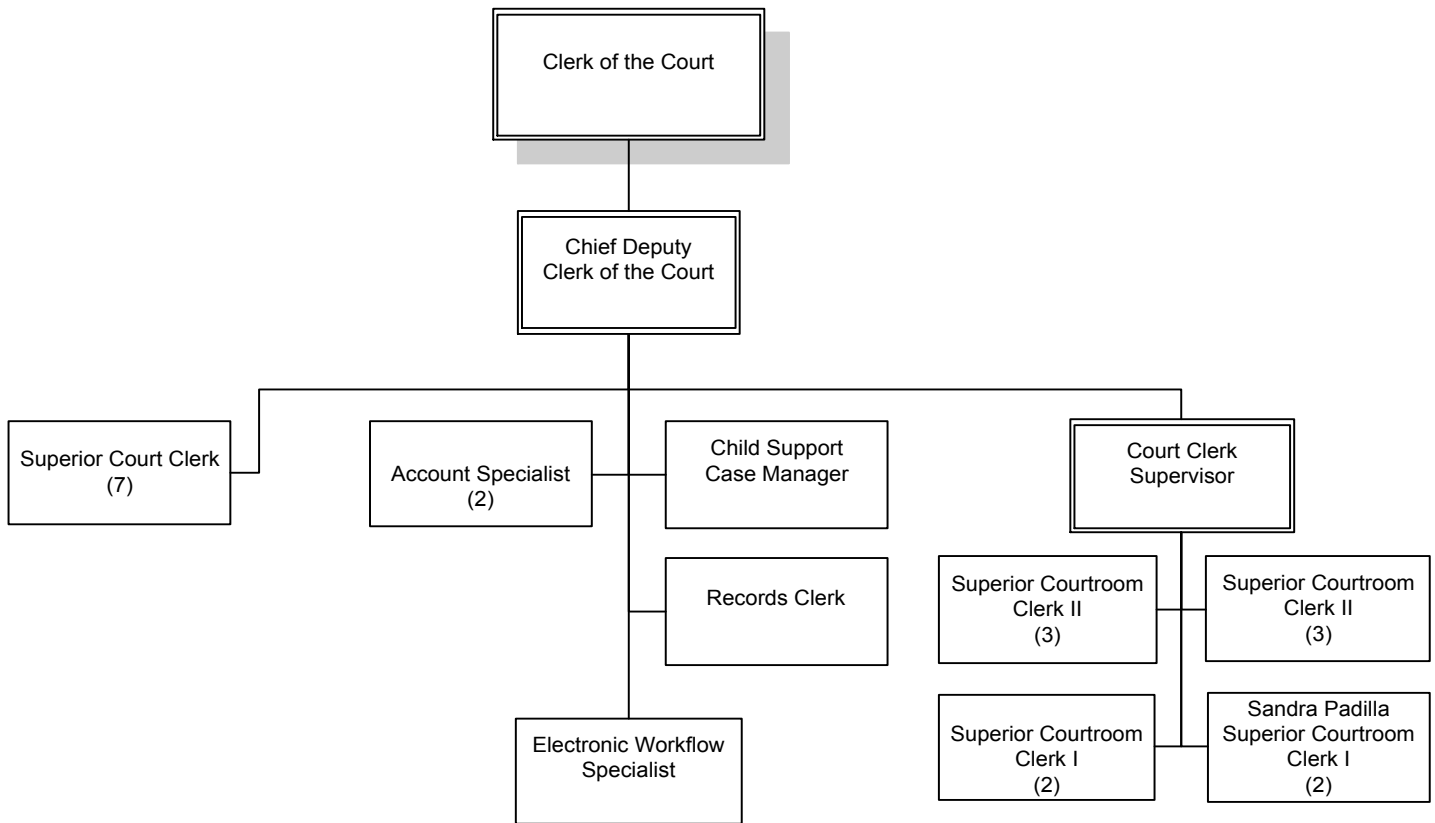 Clerk of the Court
Chief Deputy
Clerk of the Court
Superior Court Clerk
(7)
Account Specialist
(2)
Child Support
Case Manager
Court Clerk
Supervisor
Records Clerk
Superior Courtroom
Clerk II
(3)
Superior Courtroom
Clerk II
(3)
Electronic Workflow
Specialist
Superior Courtroom
Clerk I
(2)
Sandra Padilla
Superior Courtroom
Clerk I
(2)